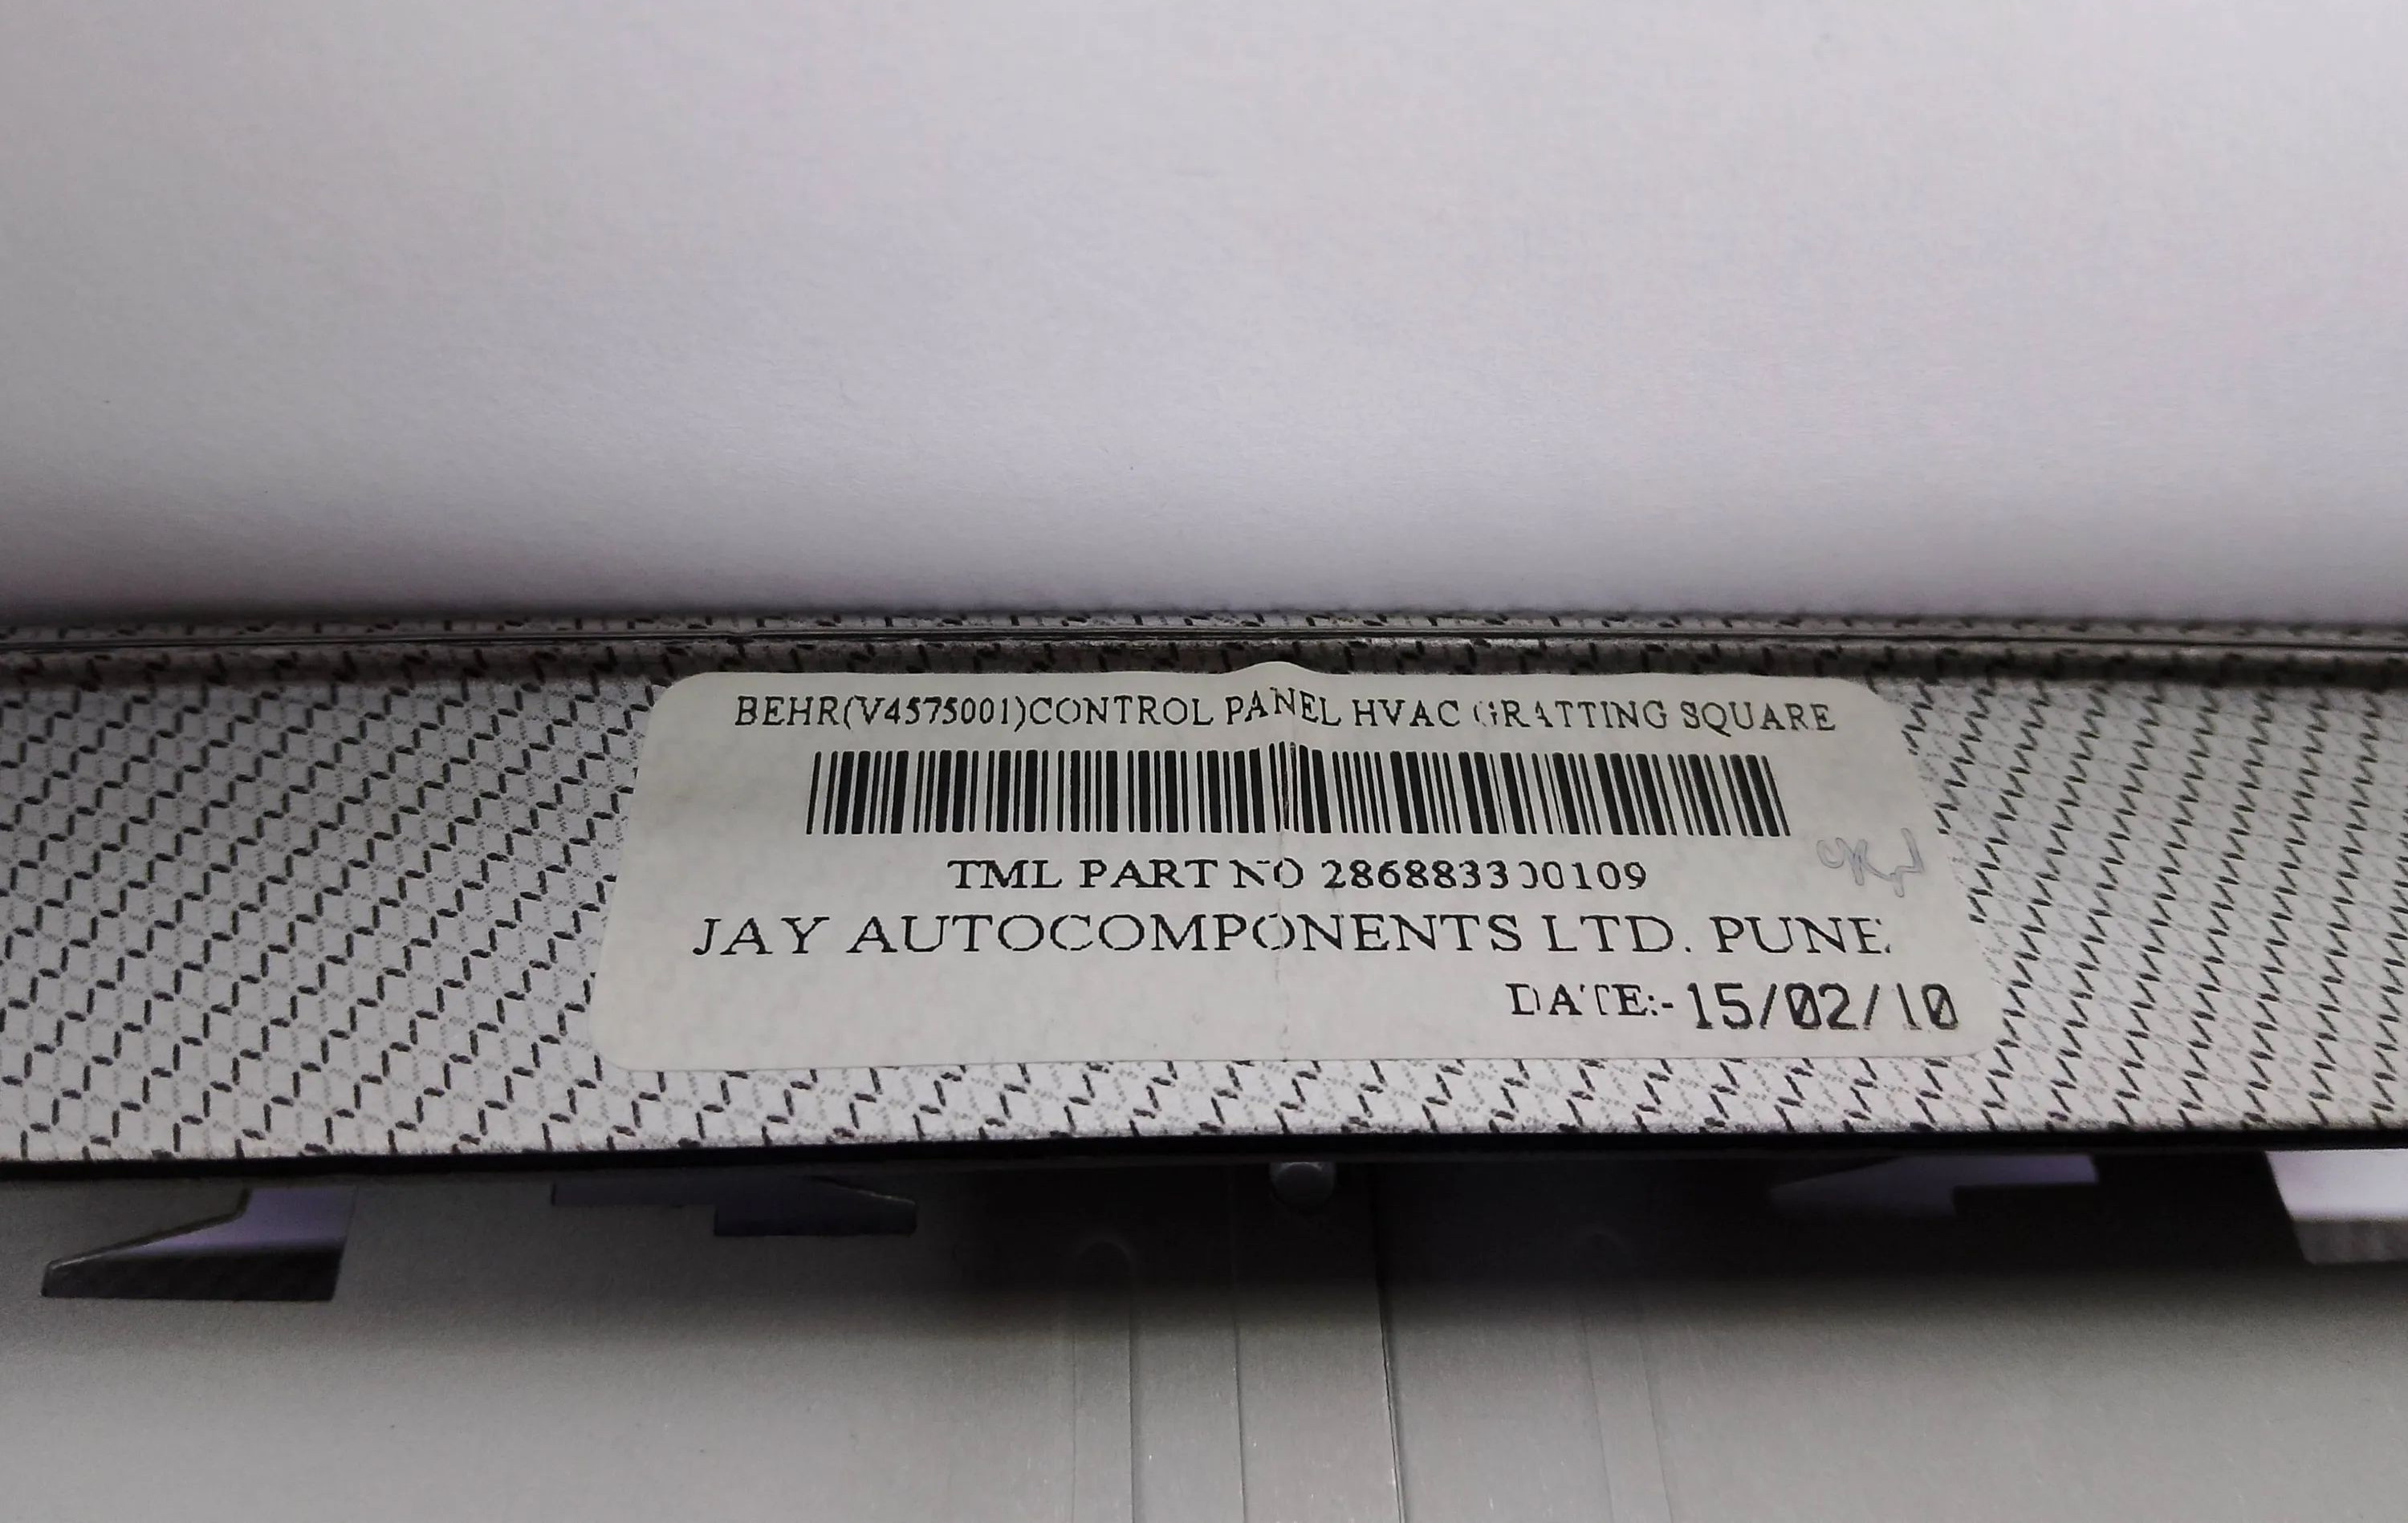 BEHR(V4575001)CONTROL PANEL HVAC GRATTING SQUARE
TML PART NO 286883300109
JAY AUTOCOMPONENTS LTD. PUNE.
DATE:-15/02/10